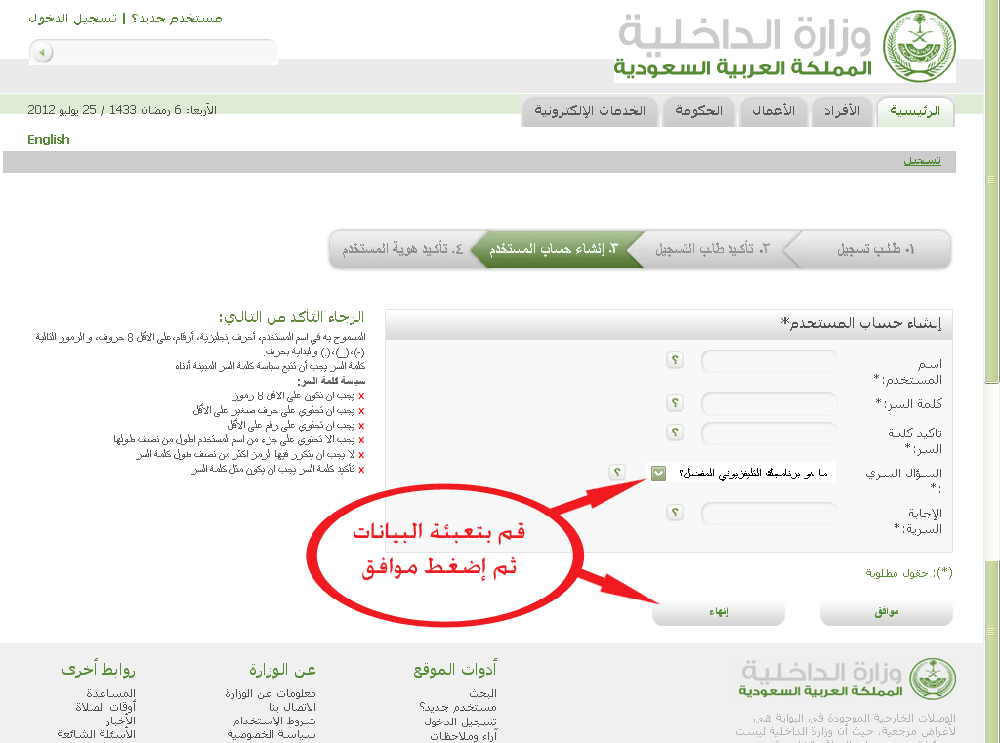 مستخدم جديد؟ | تسجيل الدخول
وزارة الداخلية
المملكة العربية السعودية
الرئيسية
الأفراد
الأعمال
الحكومة
الخدمات الإلكترونية
الأربعاء 6 رمضان 1433 / 25 يوليو 2012
English
تسجيل
١. طلب تسجيل
٢. تأكيد طلب التسجيل
٣. إنشاء حساب المستخدم
٤. تأكيد هوية المستخدم
إنشاء حساب المستخدم*
اسم
المستخدم:*
كلمة السر:*
تاكيد كلمة
السر:*
السؤال السري
:*
ما هو برنامجك التليفزيوني المفضل؟
الإجابة
السرية:*
(*): حقول مطلوبة
موافق
إنهاء
الرجاء التأكد من التالي:
المسموح به في اسم المستخدم، أحرف إنجليزية، أرقام،على الاقل 8 حروف، و الرموز التالية
(-)،(_)،(.) والبداية بحرف.
كلمة السر يجب أن تتبع سياسة كلمة السر المبينة أدناه
سياسة كلمة السر:
x يجب ان تكون على الاقل 8 رموز
x يجب ان تحتوي على حرف صغير على الأقل
x يجب ان تحتوي على رقم على الأقل
x يجب الا تحتوي على جزء من اسم المستخدم اطول من نصف طولها
x لا يجب ان يتكرر فيها الرمز اكثر من نصف طول كلمة السر
x تأكيد كلمة السر يجب ان يكون مثل كلمة السر
قم بتعبئة البيانات
ثم إضغط موافق
وزارة الداخلية
المملكة العربية السعودية
الوصلات الخارجية الموجودة في البوابة هي
لأغراض مرجعية. حيث أن وزارة الداخلية ليست
أدوات الموقع
البحث
مستخدم جديد؟
تسجيل الدخول
آراء وملاحظات
عن الوزارة
معلومات عن الوزارة
الاتصال بنا
شروط الإستخدام
سياسة الخصوصية
روابط أخرى
المساعدة
أوقات الصلاة
الأخبار
الأسئلة الشائعة